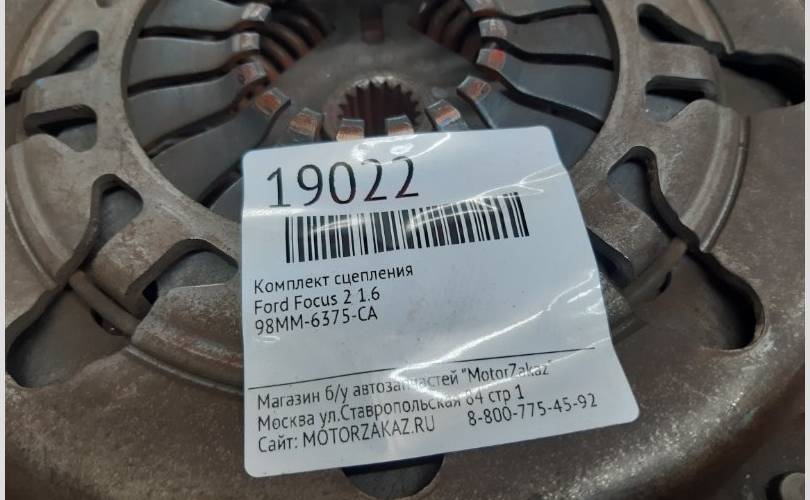 19022
Комплект сцепления
Ford Focus 2 1.6
98MM-6375-CA
Магазин б/у автозапчастей "MotorZakaz"
Москва ул.Ставропольская 84 стр 1
Сайт: MOTORZAKAZ.RU 8-800-775-45-92